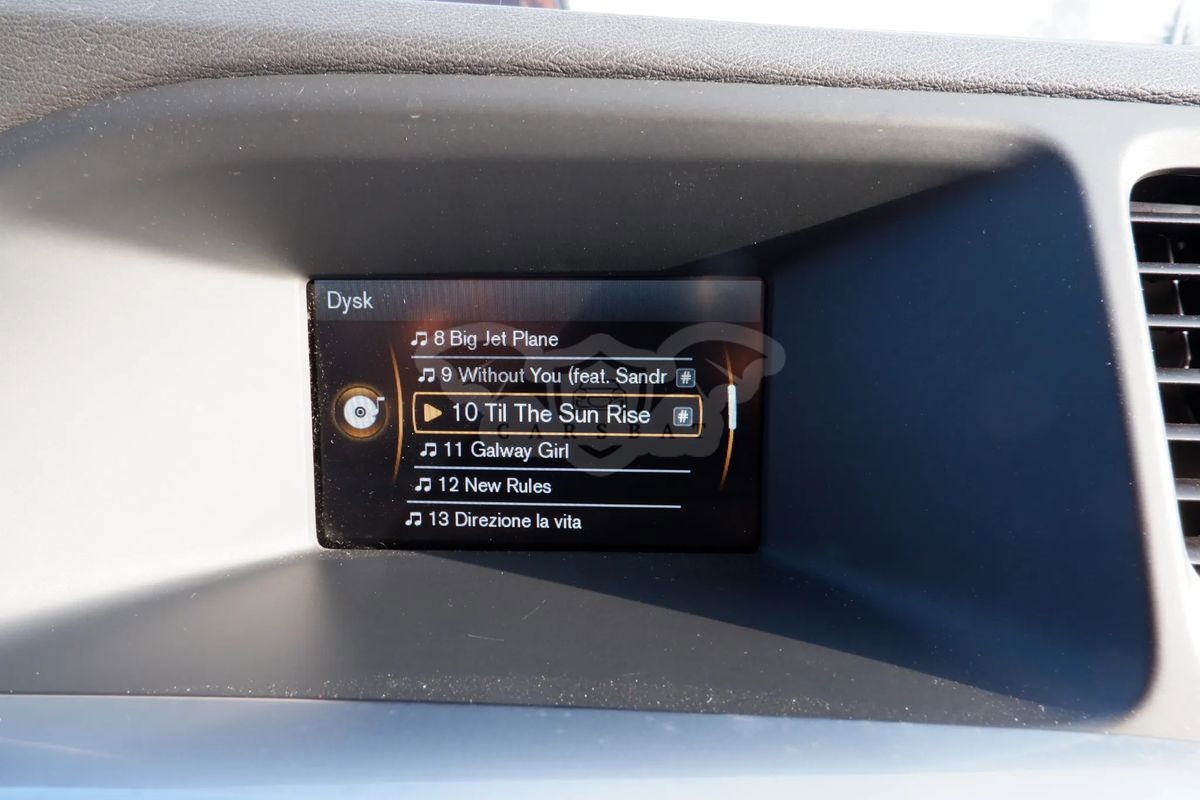 Dysk
8 Big Jet Plane
9 Without You (feat. Sandr #
10 Til The Sun Rise #
CARSBAT
11 Galway Girl
12 New Rules
13 Direzione la vita